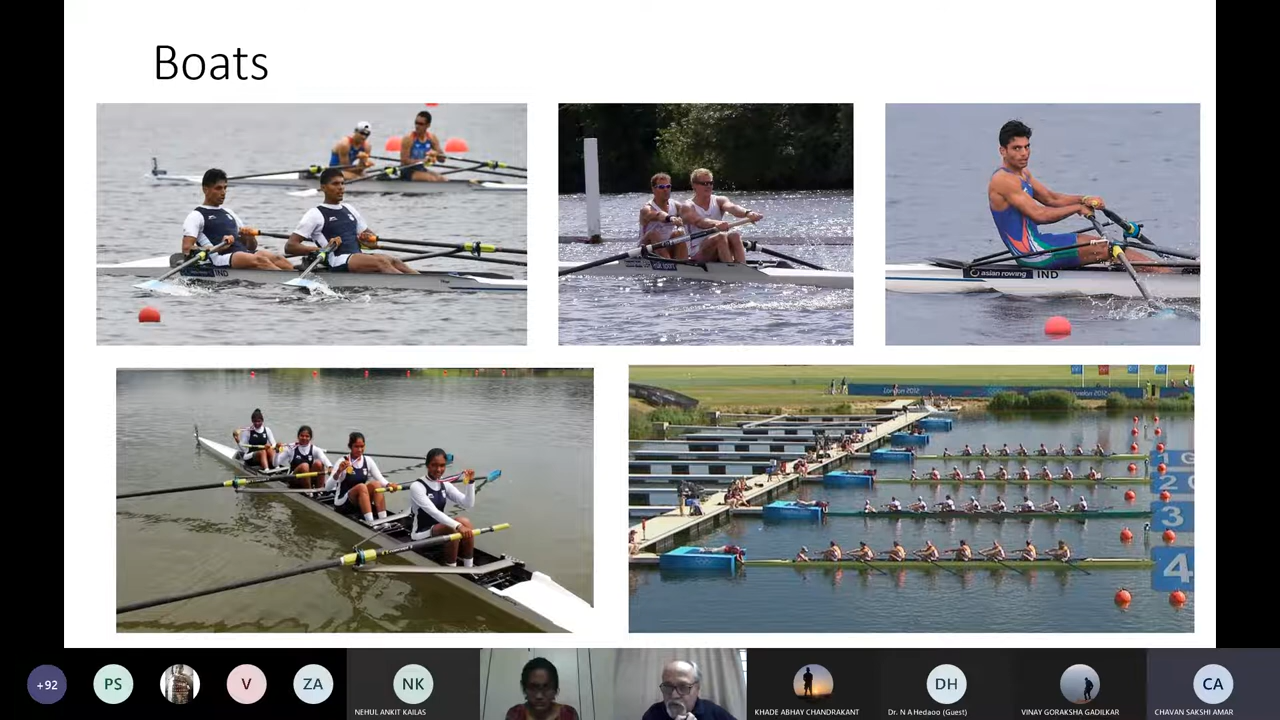 Boats
IND
asian rowing IND
London 2012
1 G
2
3
4
+92
PS
V
ZA
NK
NEHUL ANKIT KAILAS
KHADE ABHAY CHANDRAKANT
DH
Dr. N A Hedaoo (Guest)
VINAY GORAKSHA GADILKAR
CA
CHAVAN SAKSHI AMAR